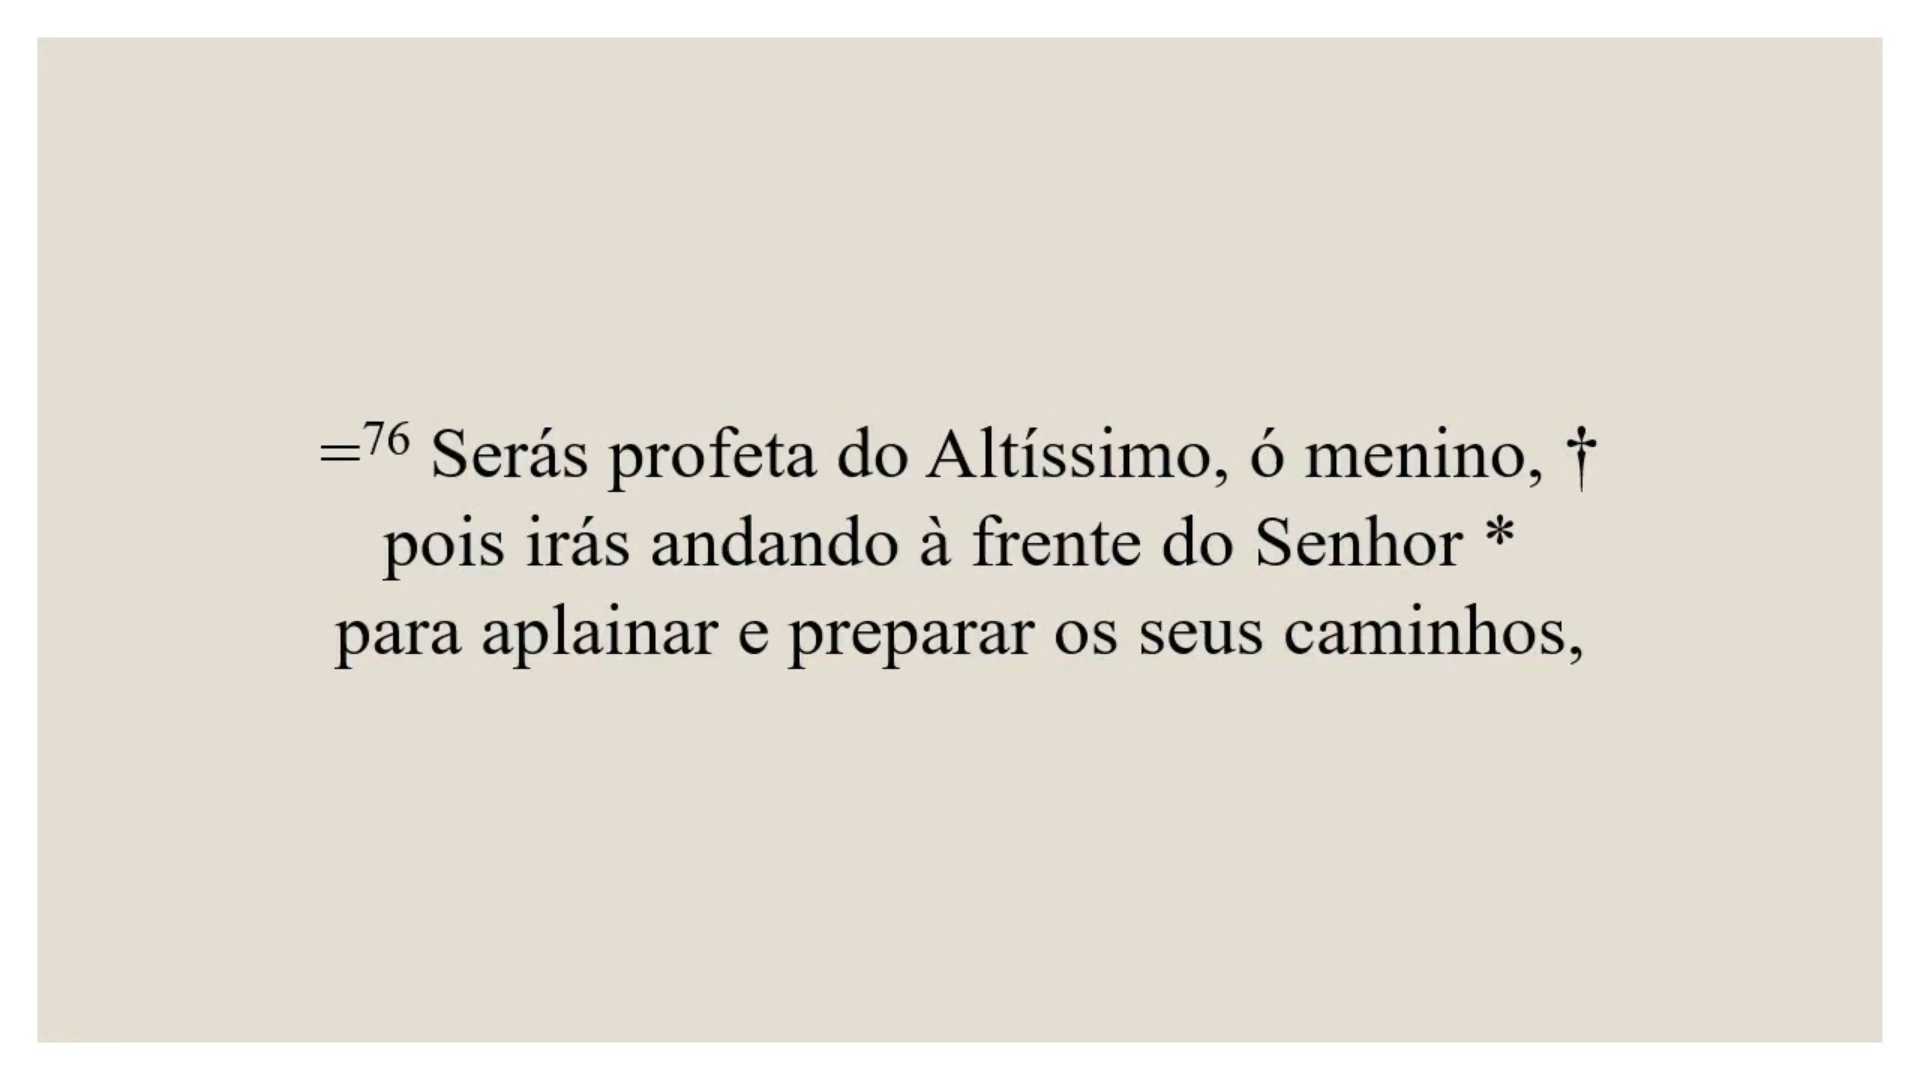 =76 Serás profeta do Altíssimo, ó menino, †
pois irás andando à frente do Senhor *
para aplainar e preparar os seus caminhos,